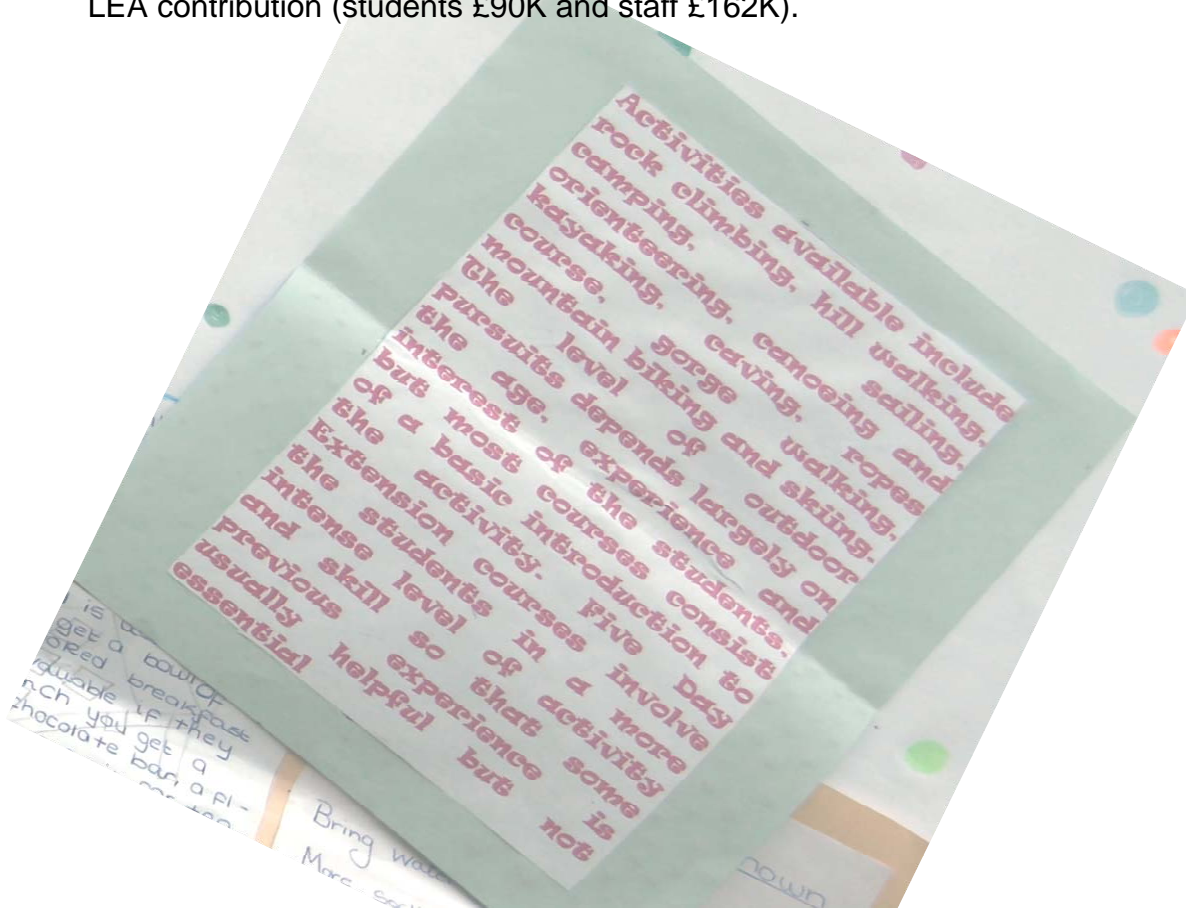 LEA contribution (students £90K and staff £162K).
Activities available include
rock climbing, hill walking,
camping, sailing,
orienteering, canoeing and
kayaking, caving, ropes
course, gorge walking,
mountain biking and skiing.
The level of outdoor
pursuits depends largely on
the age, experience and
interest of the students.
but most courses consist
of a basic introduction to
the activity. Five Day
Extension courses involve
the students in a more
intense level of activity
and skill so that some
previous experience is
usually helpful but not
essential
is
get a bowl of
breakfast
if they
you get a
chocolate bar, a
Bring
More